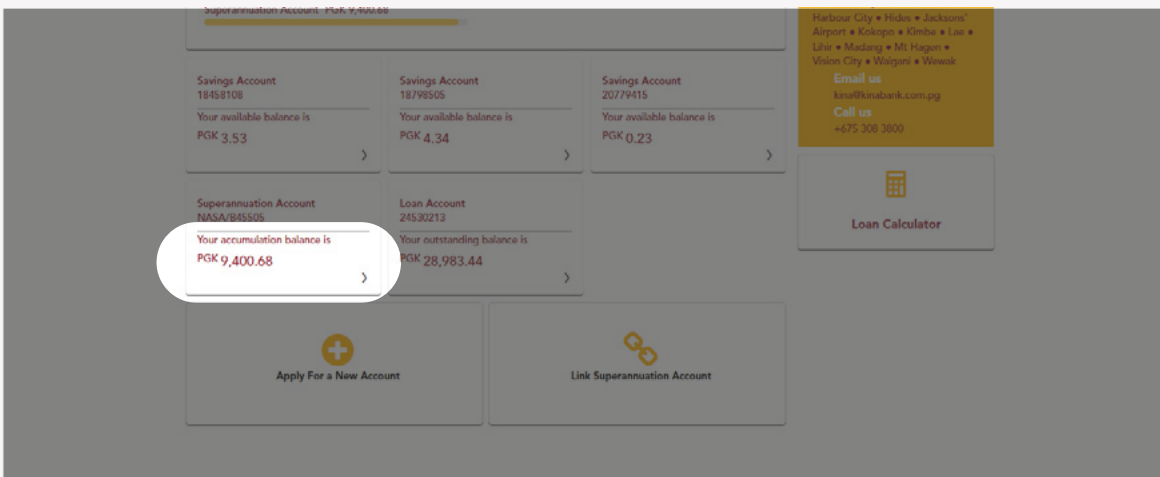 Superannuation Account PGK 9,400.68
Savings Account
18458108
Your available balance is
PGK 3.53
Savings Account
18798505
Your available balance is
PGK 4.34
Savings Account
20779415
Your available balance is
PGK 0.23
Superannuation Account
NASA/B45505
Your accumulation balance is
PGK 9,400.68
Loan Account
24530213
Your outstanding balance is
PGK 28,983.44
Apply For a New Account
Link Superannuation Account
Harbour City • Hides • Jacksons'
Airport • Kokopo • Kimbe • Lae •
Lihir • Madang • Mt Hagen •
Vision City • Waigani • Wewak
Email us
kina@kinabank.com.pg
Call us
+675 308 3800
Loan Calculator